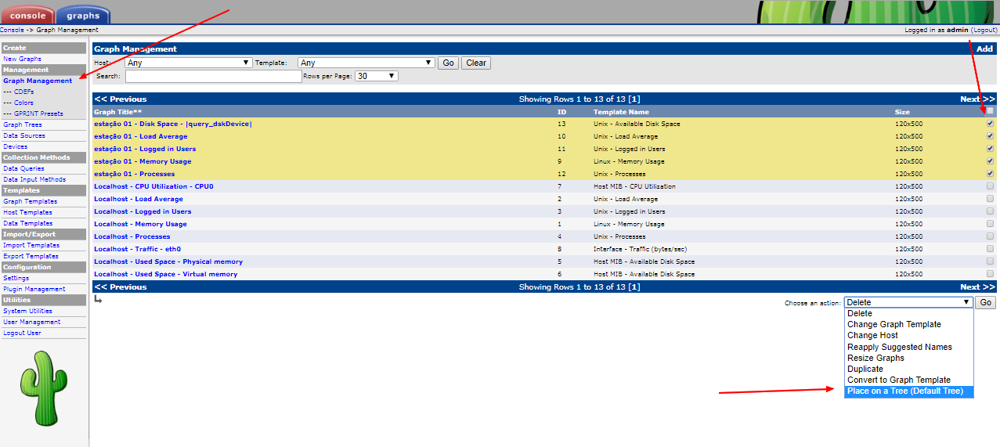 console graphs
Console -> Graph Management Logged in as admin (Logout)
Create
New Graphs
Management
Graph Management
--- CDEFs
--- Colors
--- GPRINT Presets
Graph Trees
Data Sources
Devices
Collection Methods
Data Queries
Data Input Methods
Templates
Graph Templates
Host Templates
Data Templates
Import/Export
Import Templates
Export Templates
Configuration
Settings
Plugin Management
Utilities
System Utilities
User Management
Logout User
Graph Management Add
Host: Any Template: Any Go Clear
Search: Rows per Page: 30
<< Previous Showing Rows 1 to 13 of 13 [1] Next >>
Graph Title** ID Template Name Size
estação 01 - Disk Space - |query_dskDevice| 13 Unix - Available Disk Space 120x500
estação 01 - Load Average 10 Unix - Load Average 120x500
estação 01 - Logged in Users 11 Unix - Logged in Users 120x500
estação 01 - Memory Usage 9 Linux - Memory Usage 120x500
estação 01 - Processes 12 Unix - Processes 120x500
Localhost - CPU Utilization - CPU0 7 Host MIB - CPU Utilization 120x500
Localhost - Load Average 2 Unix - Load Average 120x500
Localhost - Logged in Users 3 Unix - Logged in Users 120x500
Localhost - Memory Usage 1 Linux - Memory Usage 120x500
Localhost - Processes 4 Unix - Processes 120x500
Localhost - Traffic - eth0 8 Interface - Traffic (bytes/sec) 120x500
Localhost - Used Space - Physical memory 5 Host MIB - Available Disk Space 120x500
Localhost - Used Space - Virtual memory 6 Host MIB - Available Disk Space 120x500
<< Previous Showing Rows 1 to 13 of 13 [1] Next >>
Choose an action: Delete Go
Delete
Change Graph Template
Change Host
Reapply Suggested Names
Resize Graphs
Duplicate
Convert to Graph Template
Place on a Tree (Default Tree)